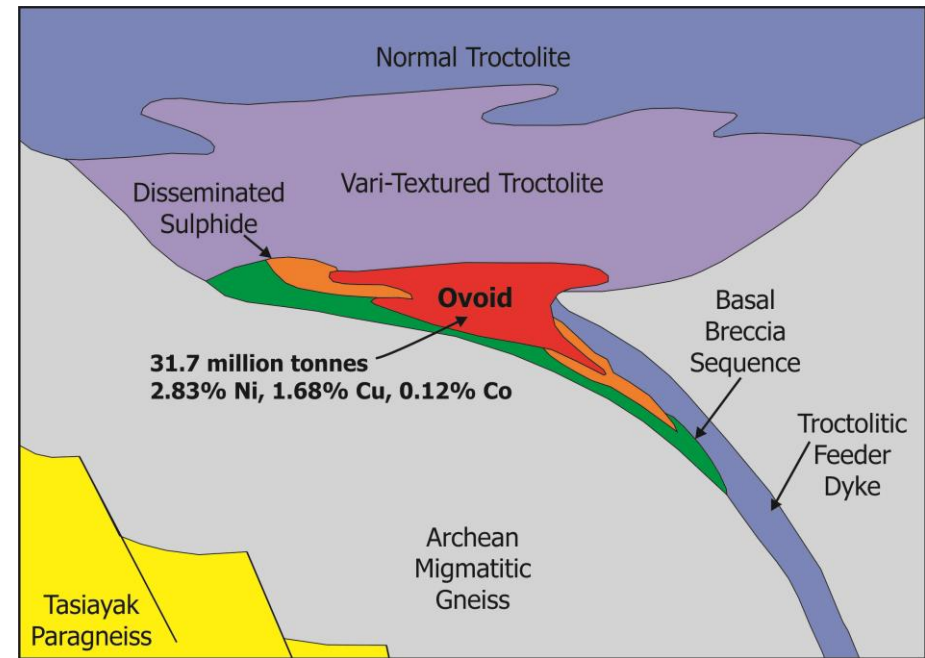 Normal Troctolite
Vari-Textured Troctolite
Disseminated
Sulphide
Ovoid
31.7 million tonnes
2.83% Ni, 1.68% Cu, 0.12% Co
Basal
Breccia
Sequence
Troctolitic
Feeder
Dyke
Archean
Migmatitic
Gneiss
Tasiayak
Paragneiss